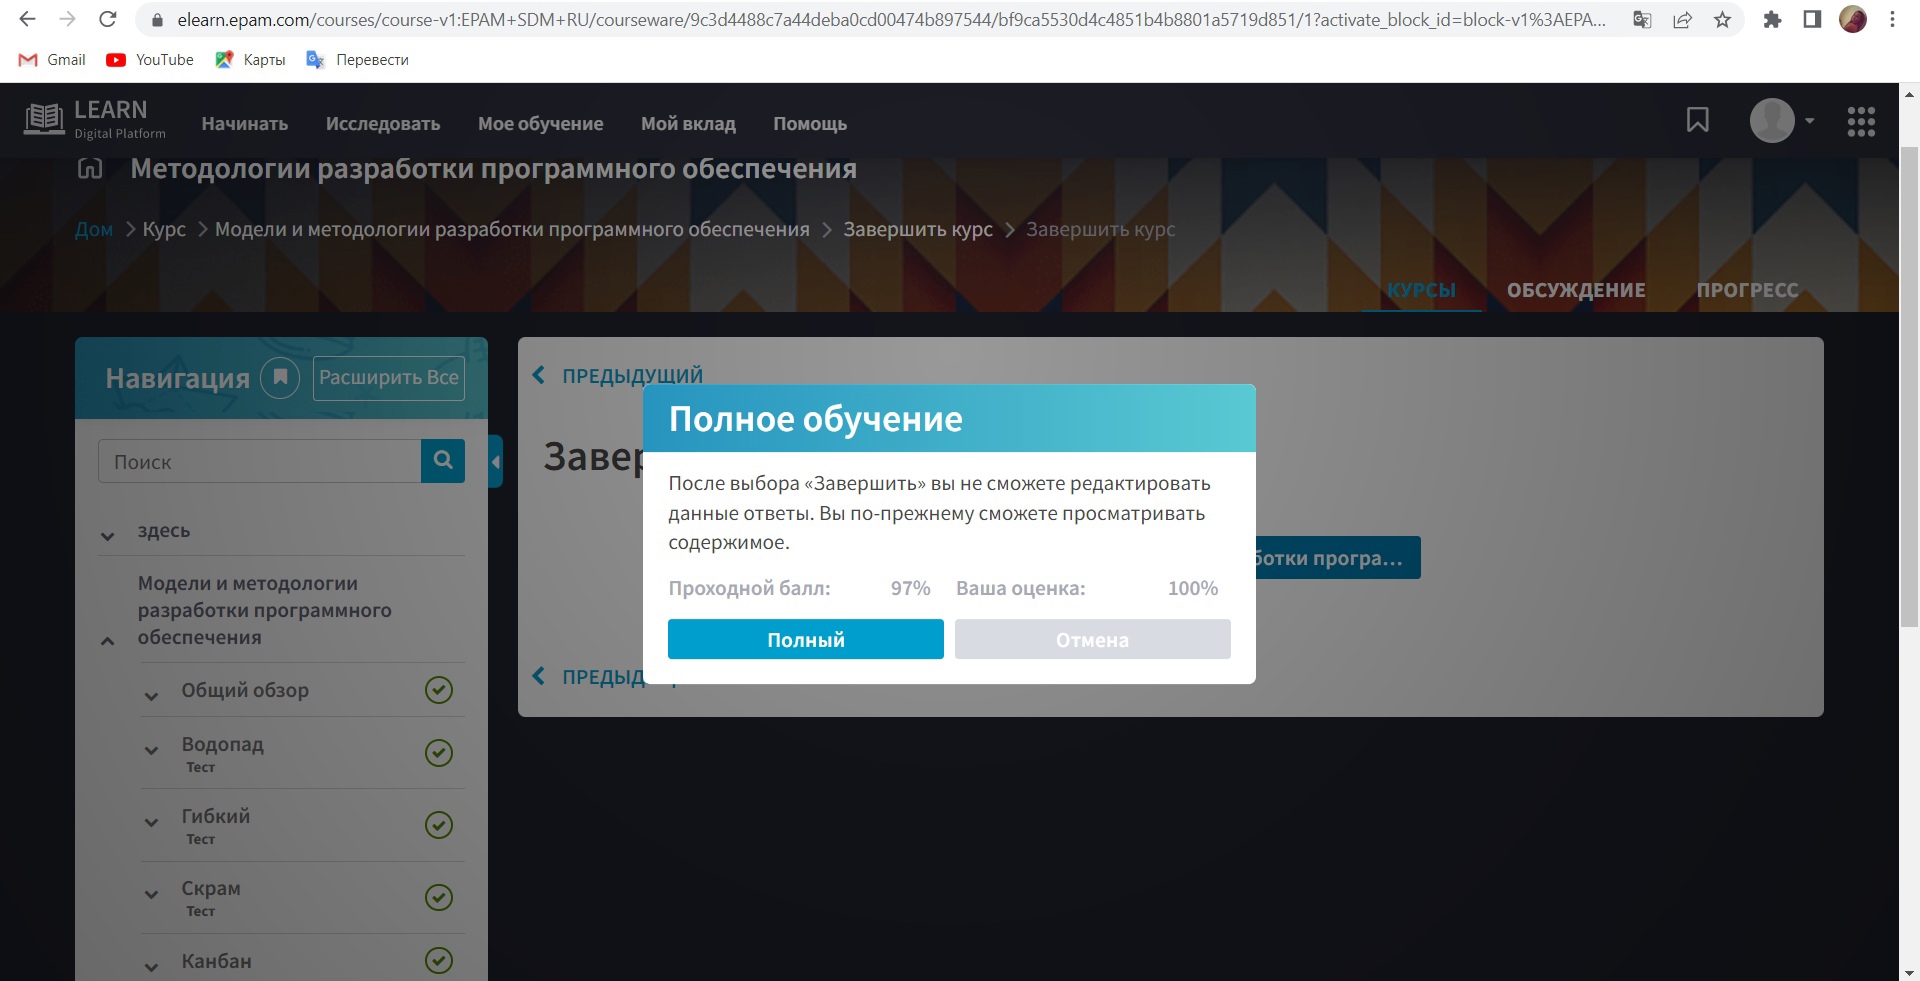 elearn.epam.com/courses/course-v1:EPAM+SDM+RU/courseware/9c3d4488c7a44deba0cd00474b897544/bf9ca5530d4c4851b4b8801a5719d851/1?activate_block_id=block-v1%3AEPA...
Gmail YouTube Карты Перевести
LEARN
Digital Platform
Начинать Исследовать Мое обучение Мой вклад Помощь
Методологии разработки программного обеспечения
Дом > Курс > Модели и методологии разработки программного обеспечения > Завершить курс > Завершить курс
КУРСЫ ОБСУЖДЕНИЕ ПРОГРЕСС
Навигация Расширить Все
Поиск
здесь
Модели и методологии
разработки программного
обеспечения
Общий обзор
Водопад
Тест
Гибкий
Тест
Скрам
Тест
Канбан
ПРЕДЫДУЩИЙ
Завер
ботки програ...
ПРЕДЫД
Полное обучение
После выбора «Завершить» вы не сможете редактировать
данные ответы. Вы по-прежнему сможете просматривать
содержимое.
Проходной балл: 97% Ваша оценка: 100%
Полный Отмена